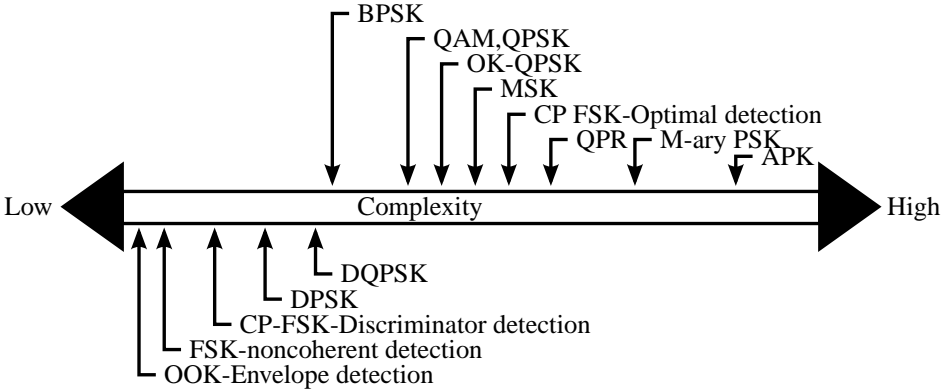 BPSK
QAM,QPSK
OK-QPSK
MSK
CP FSK-Optimal detection
QPR M-ary PSK
APK
Low Complexity High
DQPSK
DPSK
CP-FSK-Discriminator detection
FSK-noncoherent detection
OOK-Envelope detection